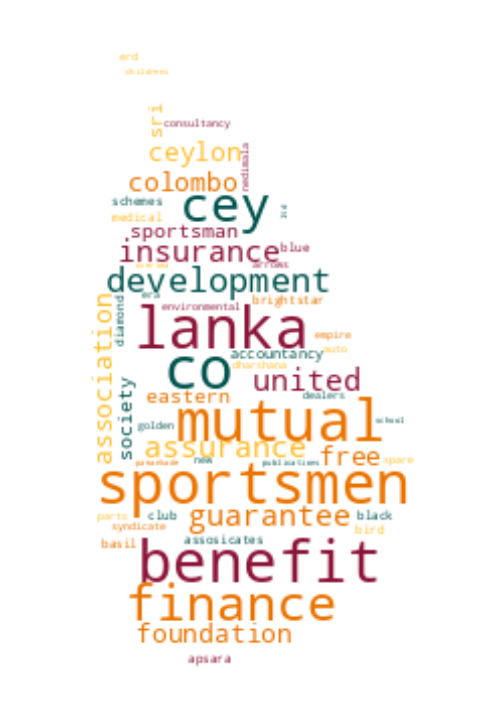 erd
childrens
sri
consultancy
ceylon
nedimala
colombo
schemes
cey
medical
sportsman
insurance
blue
arrows
development
era
diamond
association
environmental
brightstar
lanka
empire
auto
co
accountancy
dharshana
united
society
eastern
dealers
mutual
golden
school
assurance
free
new
publications
spare
sportsmen
parts
club
guarantee
black
syndicate
bird
basil
assosicates
benefit
finance
foundation
apsara